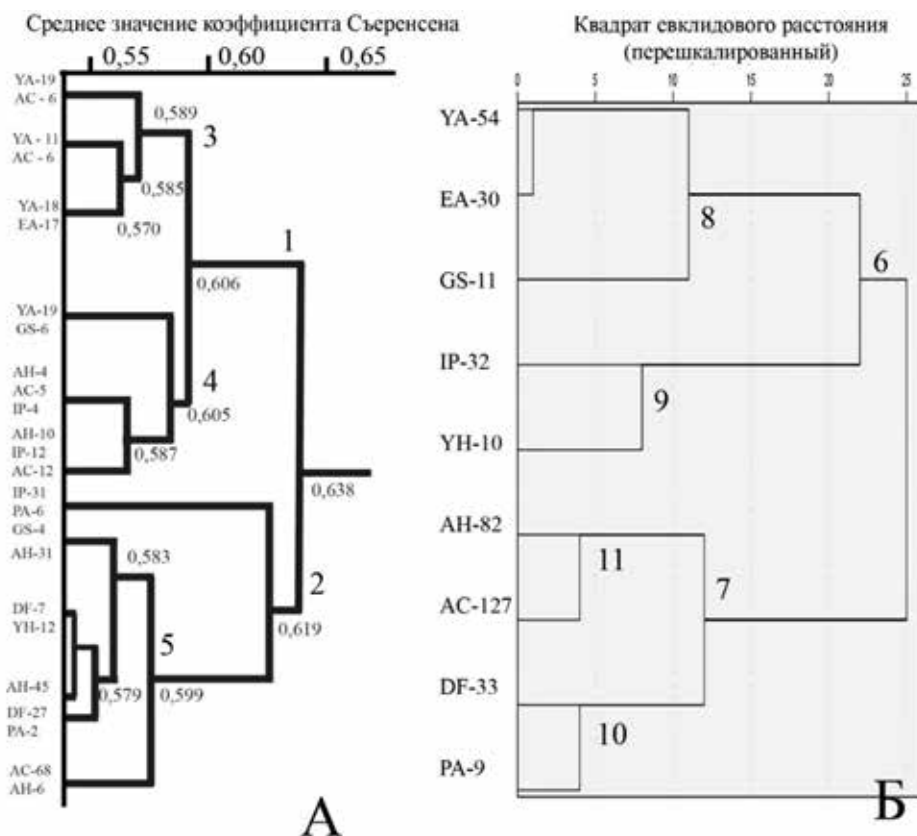 Среднее значение коэффициента Съеренсена
0,55 0,60 0,65
YA-19
AC - 6
0,589
3
YA - 11
AC - 6
0,585
YA-18
EA-17
0,570
1
0,606
YA-19
GS-6
AH-4
4
AC-5
IP-4
0,605
AH-10
IP-12
0,587
AC-12
IP-31
0,638
PA-6
GS-4
AH-31
0,583
2
DF-7
YH-12
0,619
5
AH-45
0,579
0,599
DF-27
PA-2
AC-68
AH-6
А
Квадрат евклидового расстояния
(перешкалированный)
0 5 10 15 20 25
YA-54
EA-30
8
6
GS-11
IP-32
9
YH-10
AH-82
11
7
AC-127
DF-33
10
PA-9
Б